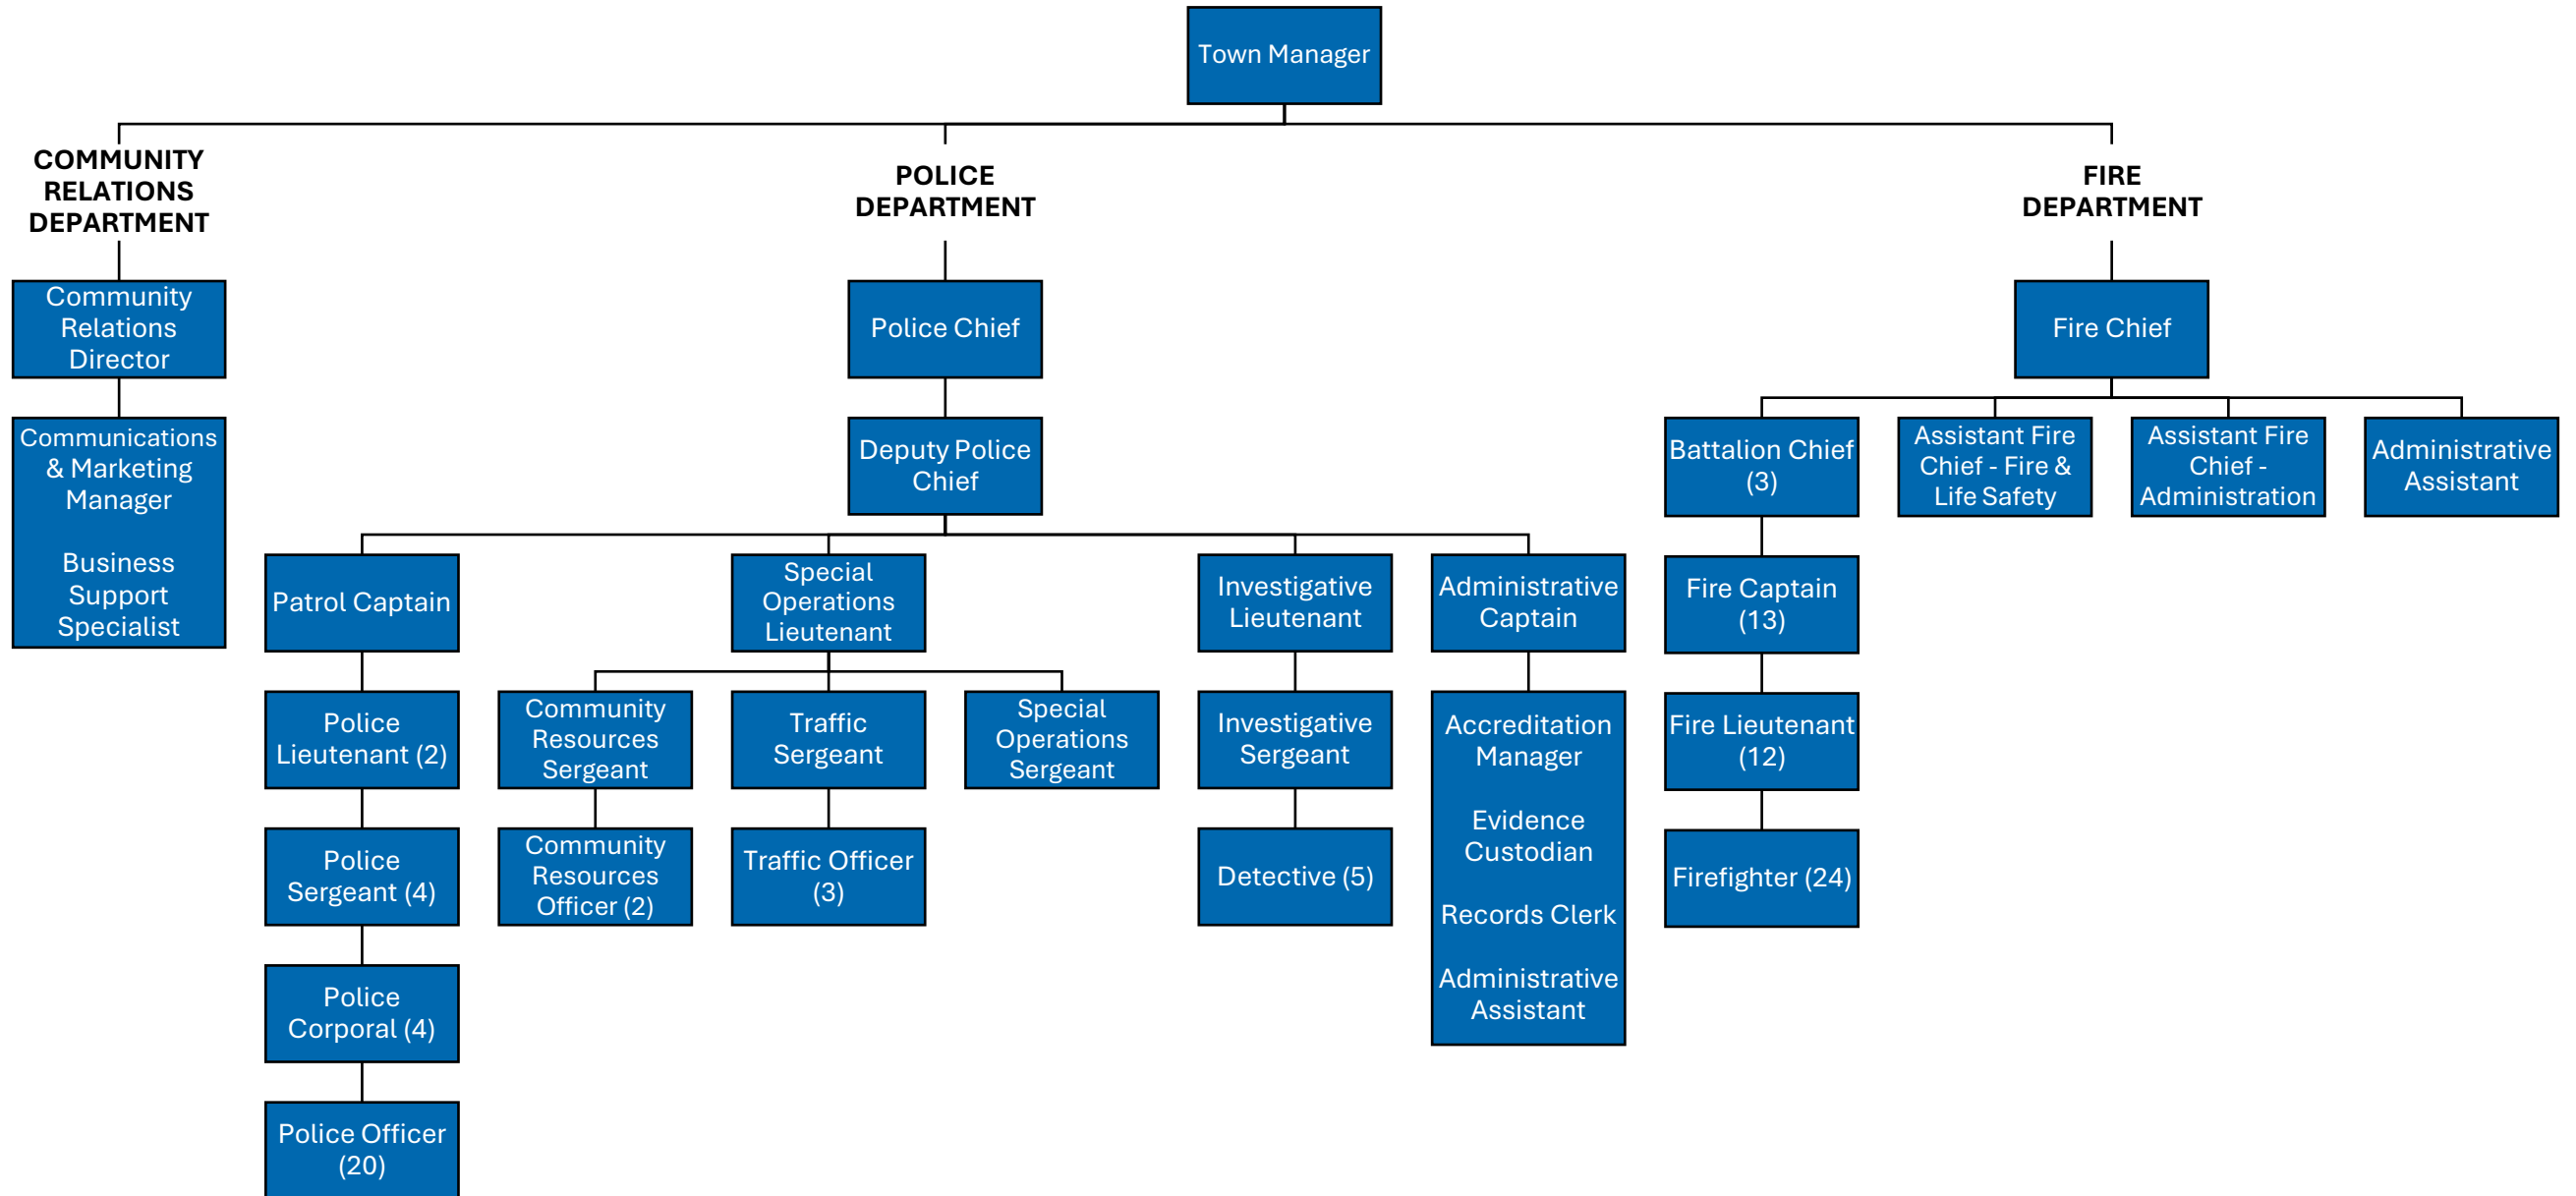 Town Manager
COMMUNITY
RELATIONS
DEPARTMENT
POLICE
DEPARTMENT
FIRE
DEPARTMENT
Community
Relations
Director
Police Chief
Fire Chief
Communications
& Marketing
Manager
Business
Support
Specialist
Deputy Police
Chief
Battalion Chief
(3)
Assistant Fire
Chief - Fire &
Life Safety
Assistant Fire
Chief -
Administration
Administrative
Assistant
Patrol Captain
Special
Operations
Lieutenant
Investigative
Lieutenant
Administrative
Captain
Fire Captain
(13)
Police
Lieutenant (2)
Community
Resources
Sergeant
Traffic
Sergeant
Special
Operations
Sergeant
Investigative
Sergeant
Accreditation
Manager
Evidence
Custodian
Records Clerk
Administrative
Assistant
Fire Lieutenant
(12)
Police
Sergeant (4)
Community
Resources
Officer (2)
Traffic Officer
(3)
Detective (5)
Firefighter (24)
Police
Corporal (4)
Police Officer
(20)